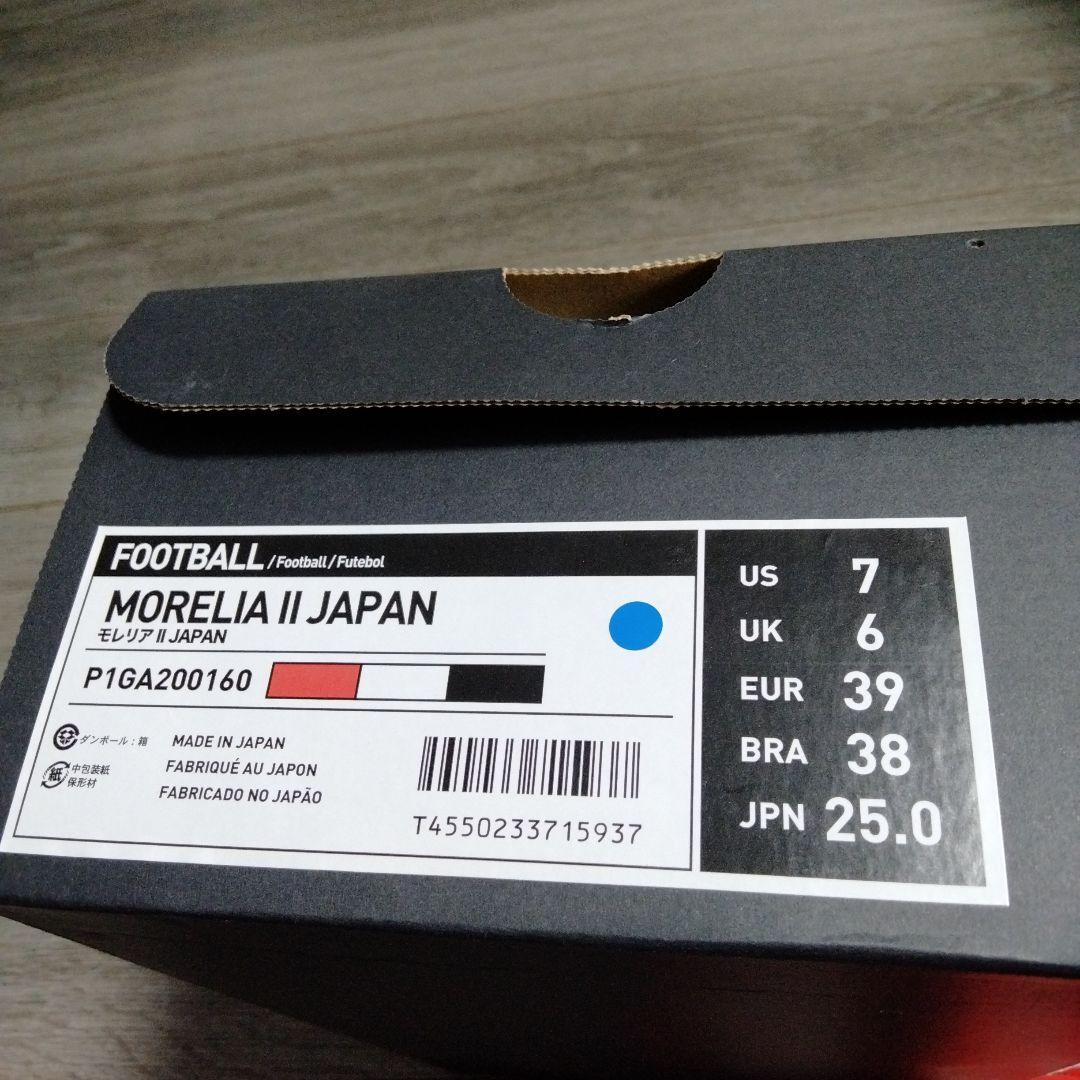 FOOTBALL/Football/Futebol
MORELIA II JAPAN
モレリア II JAPAN
P1GA200160
ダンボール：箱
紙 中包装紙
保形材
MADE IN JAPAN
FABRIQUÉ AU JAPON
FABRICADO NO JAPÃO
T4550233715937
US 7
UK 6
EUR 39
BRA 38
JPN 25.0